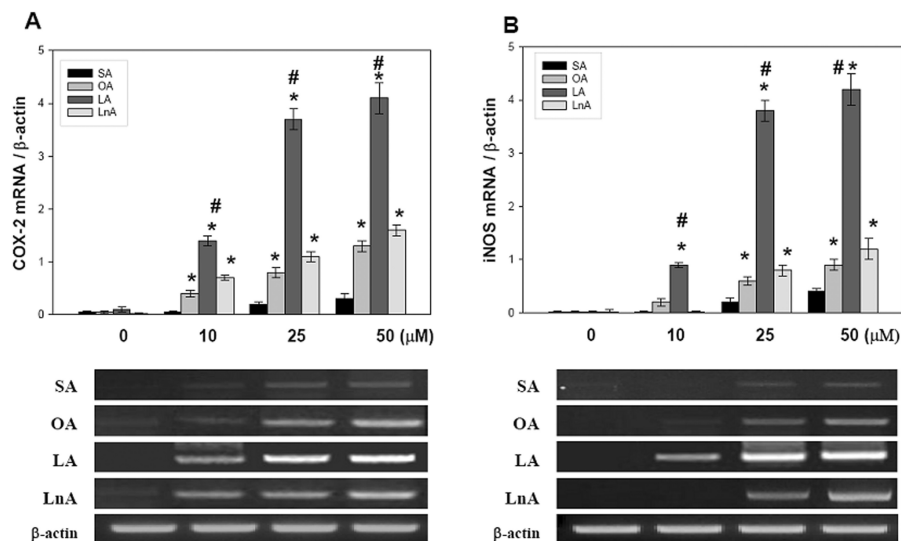 A
COX-2 mRNA / β-actin
5
4
3
2
1
0
SA
OA
LA
LnA
* # * *
* # * *
* # * *
0 10 25 50 (μM)
SA
OA
LA
LnA
β-actin
B
iNOS mRNA / β-actin
5
4
3
2
1
0
SA
OA
LA
LnA
# *
* # * *
* # * *
0 10 25 50 (μM)
SA
OA
LA
LnA
β-actin